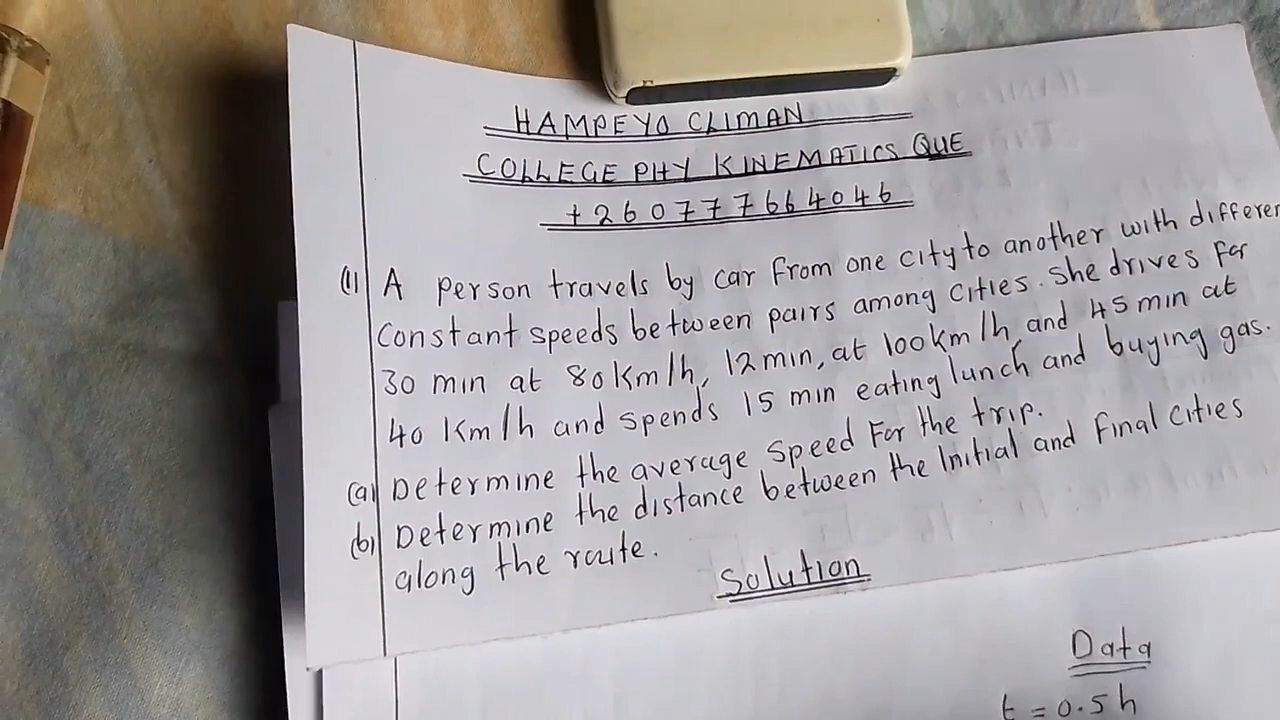 HAMPEYO CLIMAN
COLLEGE PHY KINEMATICS QUE
+260777664046
(1) A person travels by car from one city to another with differen
constant speeds between pairs among cities. She drives for
30 min at 80km/h, 12min, at 100km/h, and 45 min at
40 km/h and spends 15 min eating lunch and buying gas.
(a) Determine the average speed for the trip.
(b) Determine the distance between the Initial and final cities
along the route.
Solution
Data
t = 0.5h